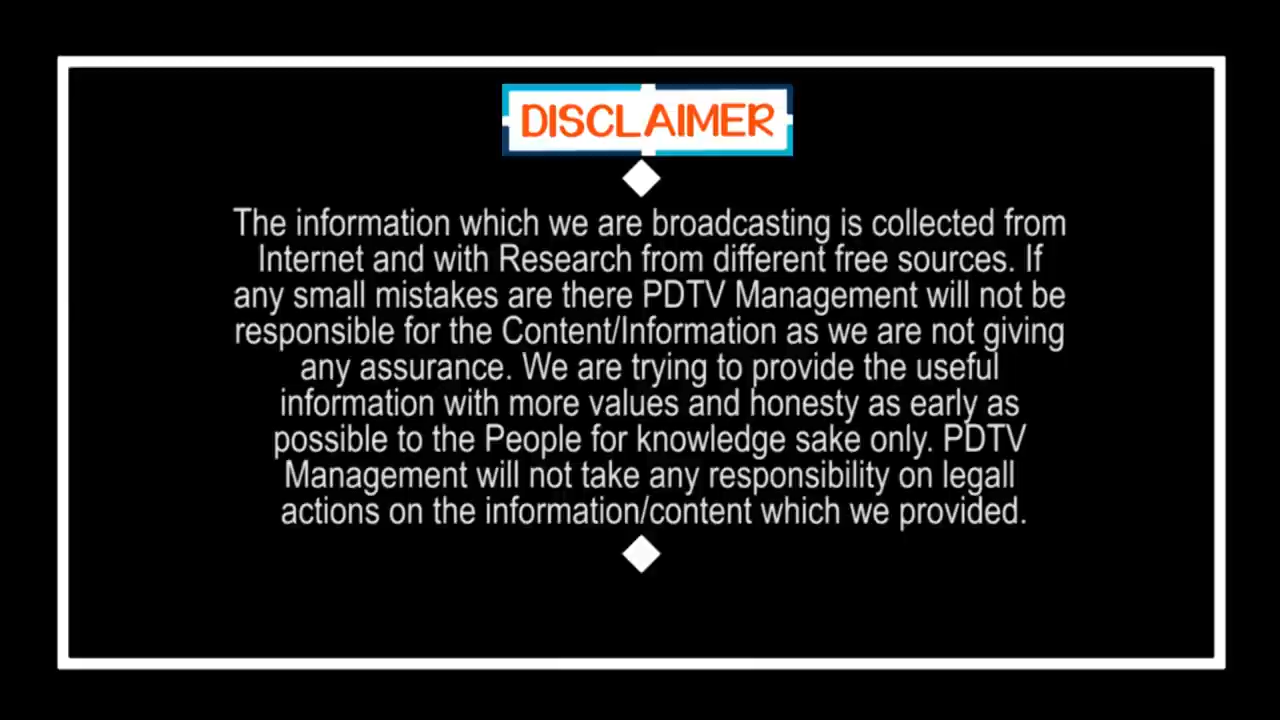 DISCLAIMER
The information which we are broadcasting is collected from
Internet and with Research from different free sources. If
any small mistakes are there PDTV Management will not be
responsible for the Content/Information as we are not giving
any assurance. We are trying to provide the useful
information with more values and honesty as early as
possible to the People for knowledge sake only. PDTV
Management will not take any responsibility on legall
actions on the information/content which we provided.